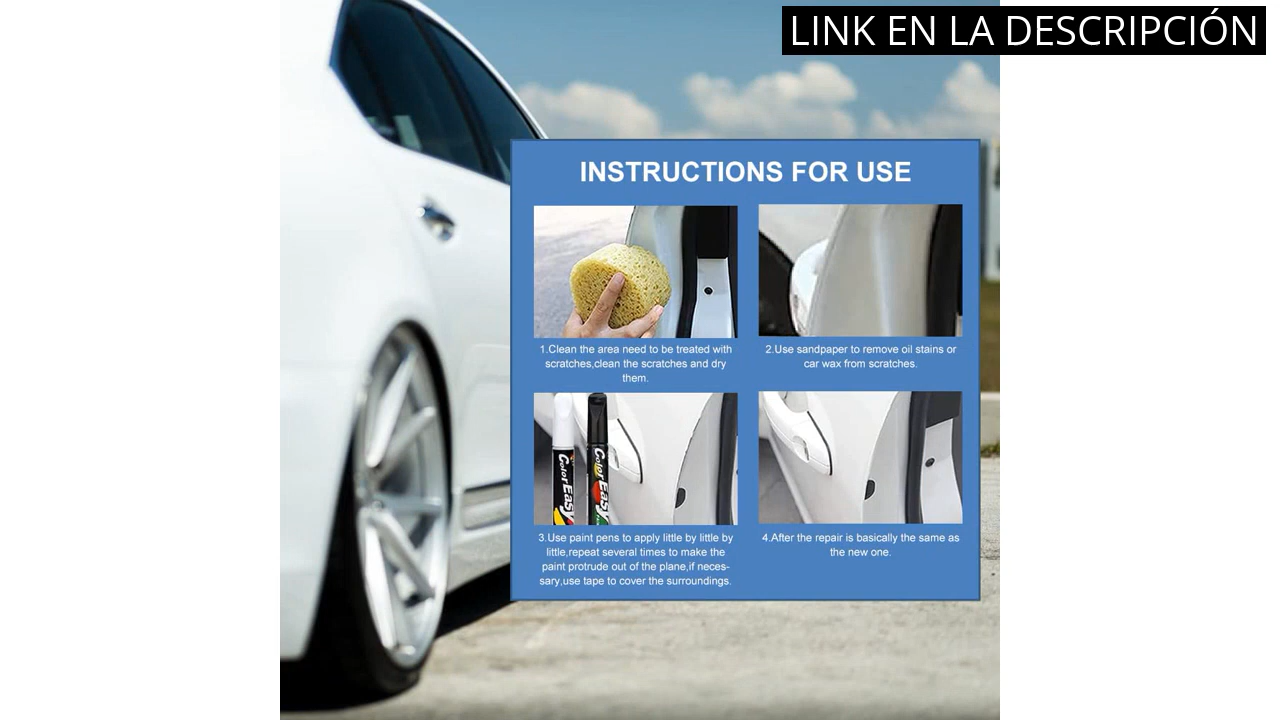 LINK EN LA DESCRIPCIÓN
INSTRUCTIONS FOR USE
1.Clean the area need to be treated with
scratches,clean the scratches and dry
them.
2.Use sandpaper to remove oil stains or
car wax from scratches.
ColorEasy
ColorEasy
3.Use paint pens to apply little by little by
little,repeat several times to make the
paint protrude out of the plane,if neces-
sary,use tape to cover the surroundings.
4.After the repair is basically the same as
the new one.